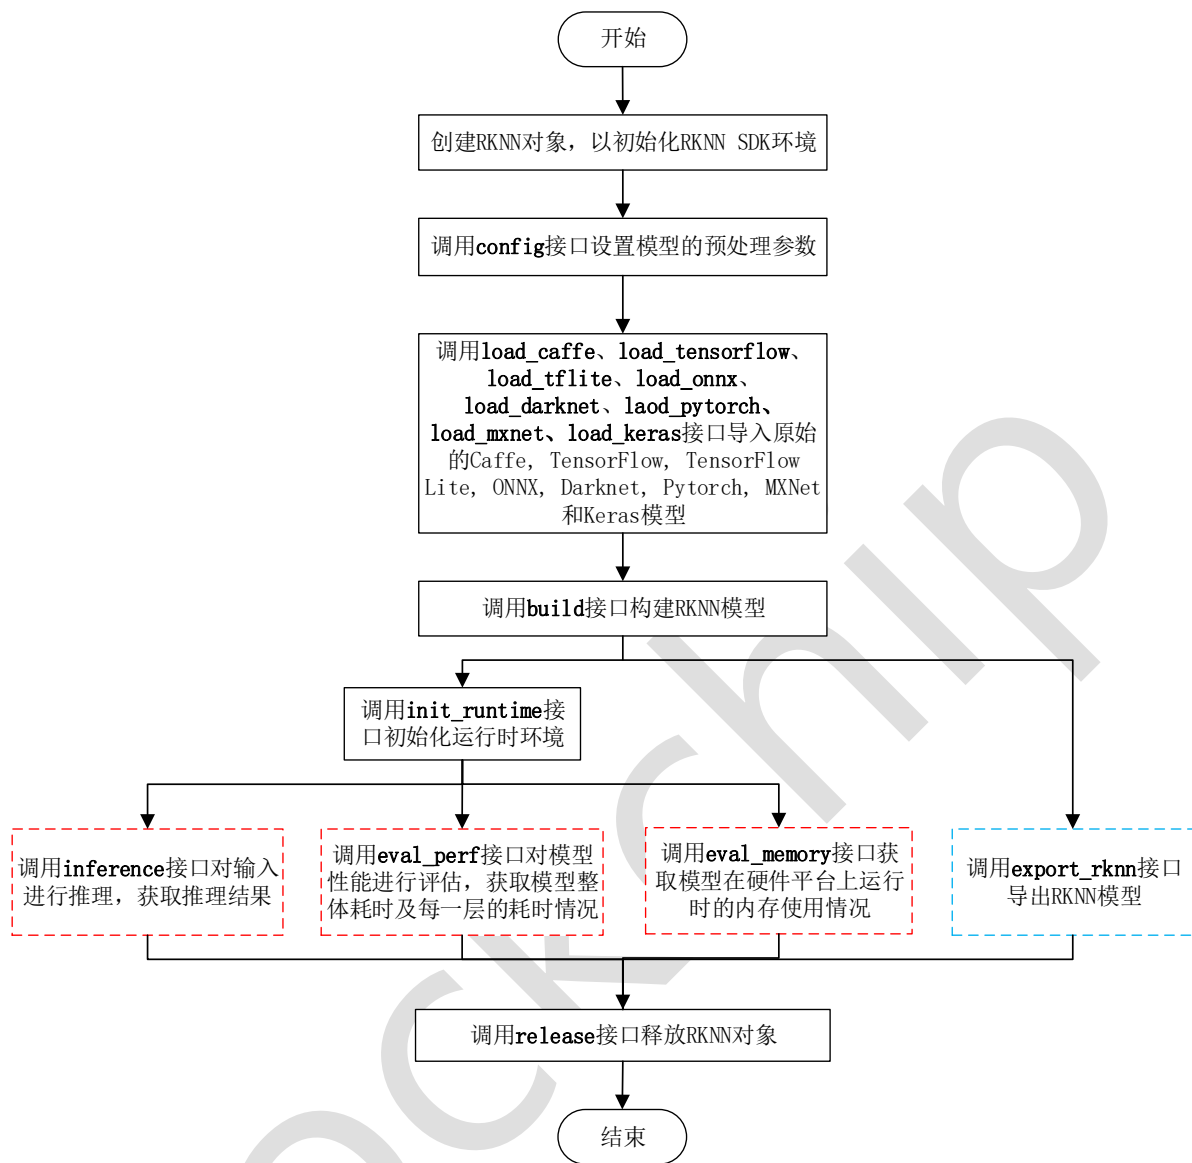 开始
创建RKNN对象, 以初始化RKNN SDK环境
调用config接口设置模型的预处理参数
调用load_caffe、load_tensorflow、
load_tflite、load_onnx、
load_darknet、laod_pytorch、
load_mxnet、load_keras接口导入原始
的Caffe, TensorFlow, TensorFlow
Lite, ONNX, Darknet, Pytorch, MXNet
和Keras模型
调用build接口构建RKNN模型
调用init_runtime接
口初始化运行时环境
调用inference接口对输入
进行推理, 获取推理结果
调用eval_perf接口对模型
性能进行评估, 获取模型整
体耗时及每一层的耗时情况
调用eval_memory接口获
取模型在硬件平台上运行
时的内存使用情况
调用export_rknn接口
导出RKNN模型
调用release接口释放RKNN对象
结束
ockchip